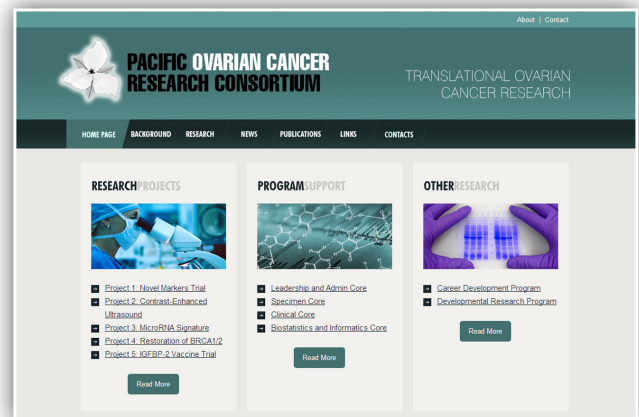 About | Contact
PACIFIC OVARIAN CANCER
RESEARCH CONSORTIUM
TRANSLATIONAL OVARIAN
CANCER RESEARCH
HOME PAGE BACKGROUND RESEARCH NEWS PUBLICATIONS LINKS CONTACTS
RESEARCHPROJECTS
Project 1: Novel Markers Trial
Project 2: Contrast-Enhanced
Ultrasound
Project 3: MicroRNA Signature
Project 4: Restoration of BRCA1/2
Project 5: IGFBP-2 Vaccine Trial
Read More
PROGRAMSUPPORT
Leadership and Admin Core
Specimen Core
Clinical Core
Biostatistics and Informatics Core
Read More
OTHERRESEARCH
Career Development Program
Developmental Research Program
Read More